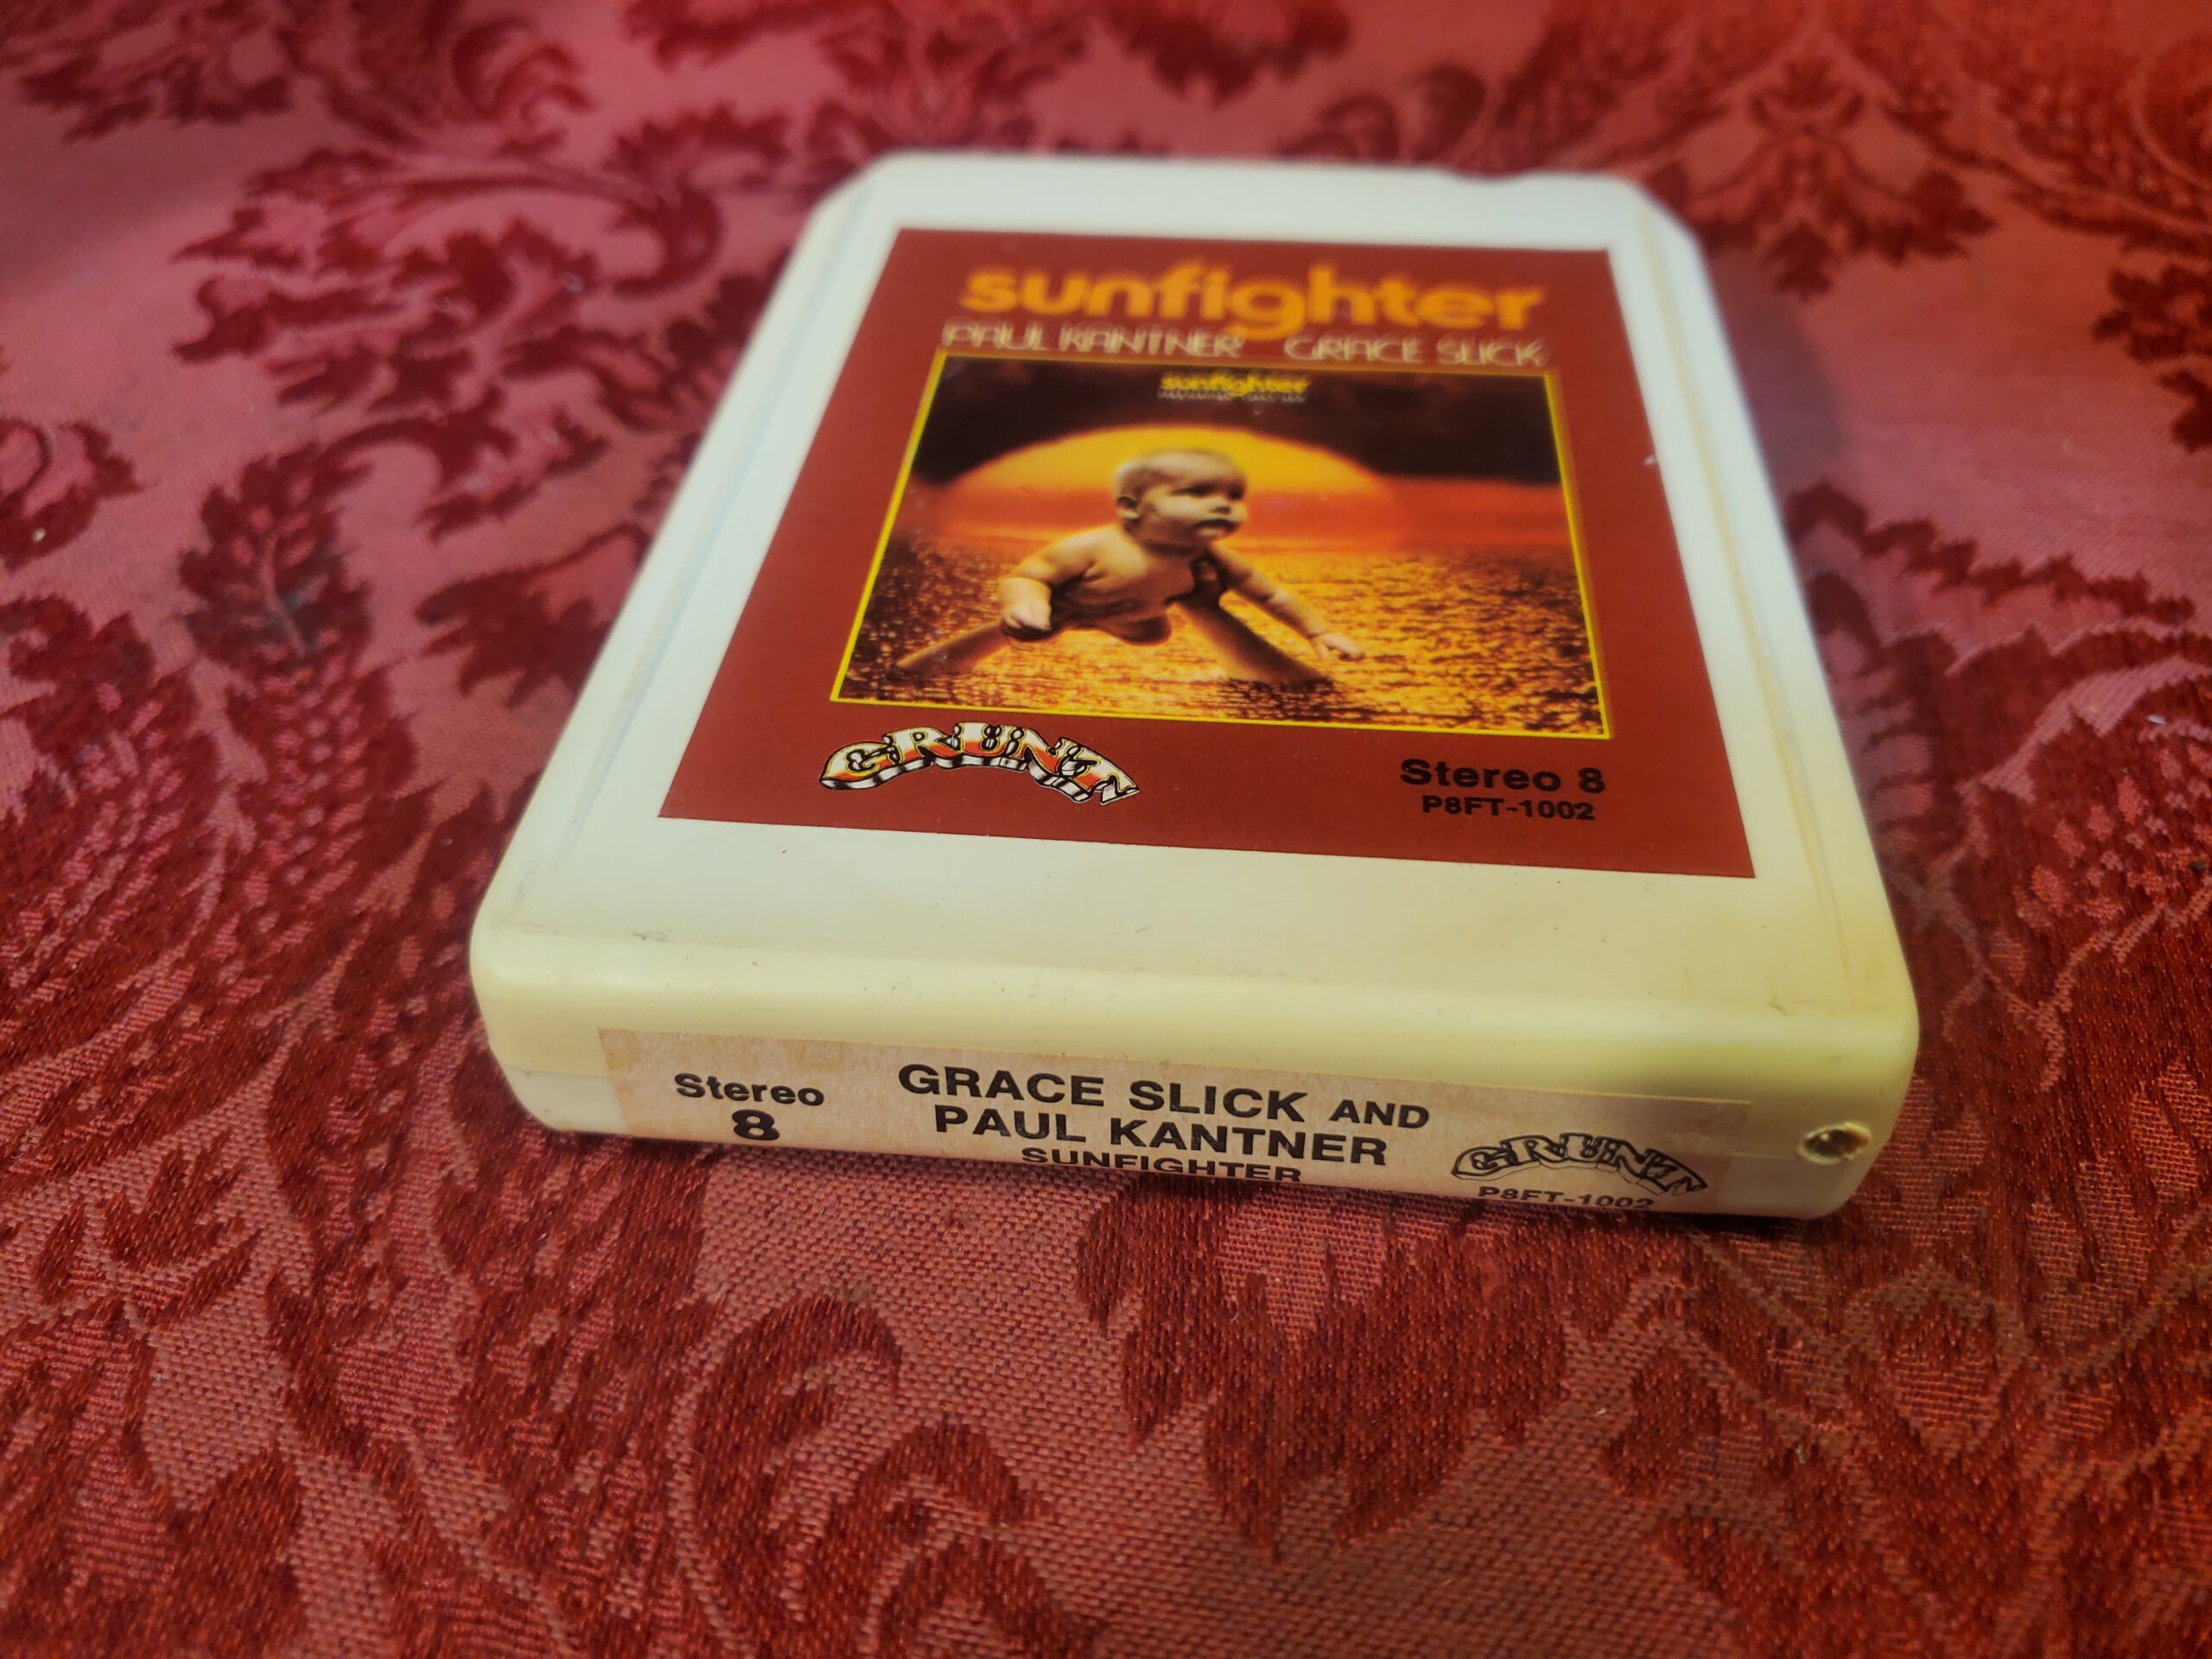 sunfighter
PAUL KANTNER GRACE SLICK
sunfighter
GRUNT
Stereo 8
P8FT-1002
Stereo
8
GRACE SLICK AND
PAUL KANTNER
SUNFIGHTER
GRUNT
P8FT-1002